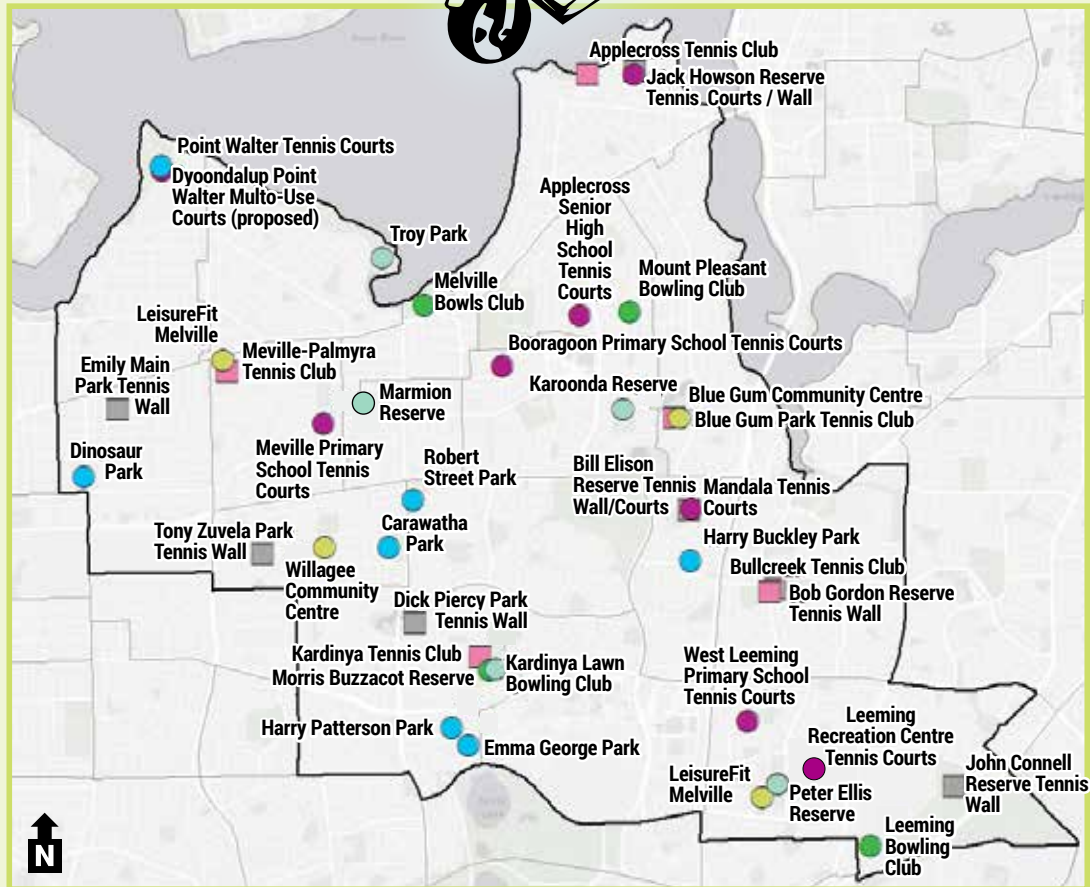 Applecross Tennis Club
Jack Howson Reserve
Tennis Courts / Wall
Point Walter Tennis Courts
Dyoondalup Point
Walter Multo-Use
Courts (proposed)
Applecross
Senior
High
School
Tennis
Courts
Troy Park
Mount Pleasant
Bowling Club
Melville
Bowls Club
LeisureFit
Melville
Booragoon Primary School Tennis Courts
Meville-Palmyra
Tennis Club
Emily Main
Park Tennis
Wall
Marmion
Reserve
Karoonda Reserve
Blue Gum Community Centre
Blue Gum Park Tennis Club
Meville Primary
School Tennis
Courts
Dinosaur
Park
Robert
Street Park
Bill Elison
Reserve Tennis
Wall/Courts
Mandala Tennis
Courts
Tony Zuvela Park
Tennis Wall
Carawatha
Park
Harry Buckley Park
Willagee
Community
Centre
Bullcreek Tennis Club
Bob Gordon Reserve
Tennis Wall
Dick Piercy Park
Tennis Wall
Kardinya Tennis Club
Morris Buzzacot Reserve
Kardinya Lawn
Bowling Club
West Leeming
Primary School
Tennis Courts
Harry Patterson Park
Emma George Park
Leeming
Recreation Centre
Tennis Courts
LeisureFit
Melville
Peter Ellis
Reserve
John Connell
Reserve Tennis
Wall
Leeming
Bowling
Club
N